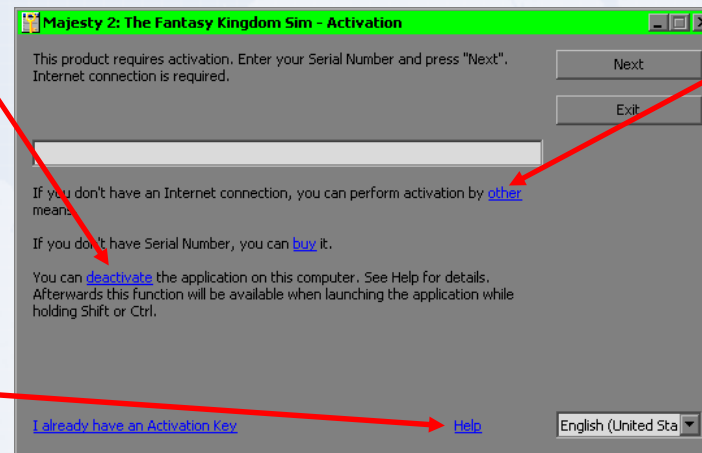 Majesty 2: The Fantasy Kingdom Sim - Activation
This product requires activation. Enter your Serial Number and press "Next".
Internet connection is required.
Next
Exit
If you don't have an Internet connection, you can perform activation by other
means.
If you don't have Serial Number, you can buy it.
You can deactivate the application on this computer. See Help for details.
Afterwards this function will be available when launching the application while
holding Shift or Ctrl.
I already have an Activation Key
Help
English (United Sta